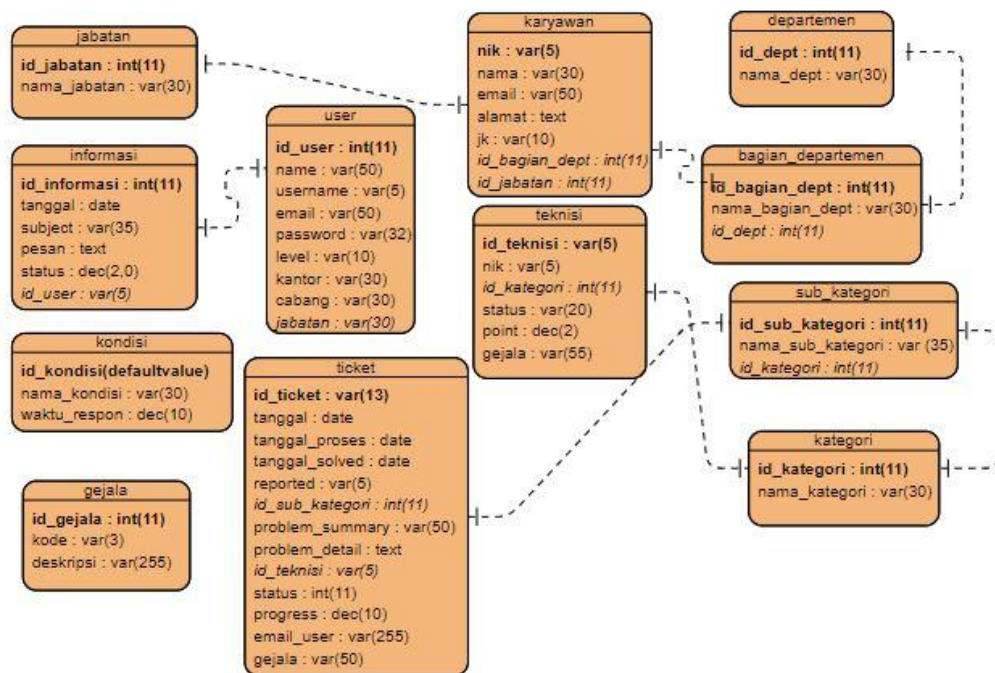 jabatan
id_jabatan : int(11)
nama_jabatan : var(30)
karyawan
nik : var(5)
nama : var(30)
email : var(50)
alamat : text
jk : var(10)
id_bagian_dept : int(11)
id_jabatan : int(11)
departemen
id_dept : int(11)
nama_dept : var(30)
user
id_user : int(11)
name : var(50)
username : var(5)
email : var(50)
password : var(32)
level : var(10)
kantor : var(30)
cabang : var(30)
jabatan : var(30)
informasi
id_informasi : int(11)
tanggal : date
subject : var(35)
pesan : text
status : dec(2,0)
id_user : var(5)
bagian_departemen
id_bagian_dept : int(11)
nama_bagian_dept : var(30)
id_dept : int(11)
teknisi
id_teknisi : var(5)
nik : var(5)
id_kategori : int(11)
status : var(20)
point : dec(2)
gejala : var(55)
sub_kategori
id_sub_kategori : int(11)
nama_sub_kategori : var (35)
id_kategori : int(11)
kondisi
id_kondisi(defaultvalue)
nama_kondisi : var(30)
waktu_respon : dec(10)
ticket
id_ticket : var(13)
tanggal : date
tanggal_proses : date
tanggal_solved : date
reported : var(5)
id_sub_kategori : int(11)
problem_summary : var(50)
problem_detail : text
id_teknisi : var(5)
status : int(11)
progress : dec(10)
email_user : var(255)
gejala : var(50)
kategori
id_kategori : int(11)
nama_kategori : var(30)
gejala
id_gejala : int(11)
kode : var(3)
deskripsi : var(255)